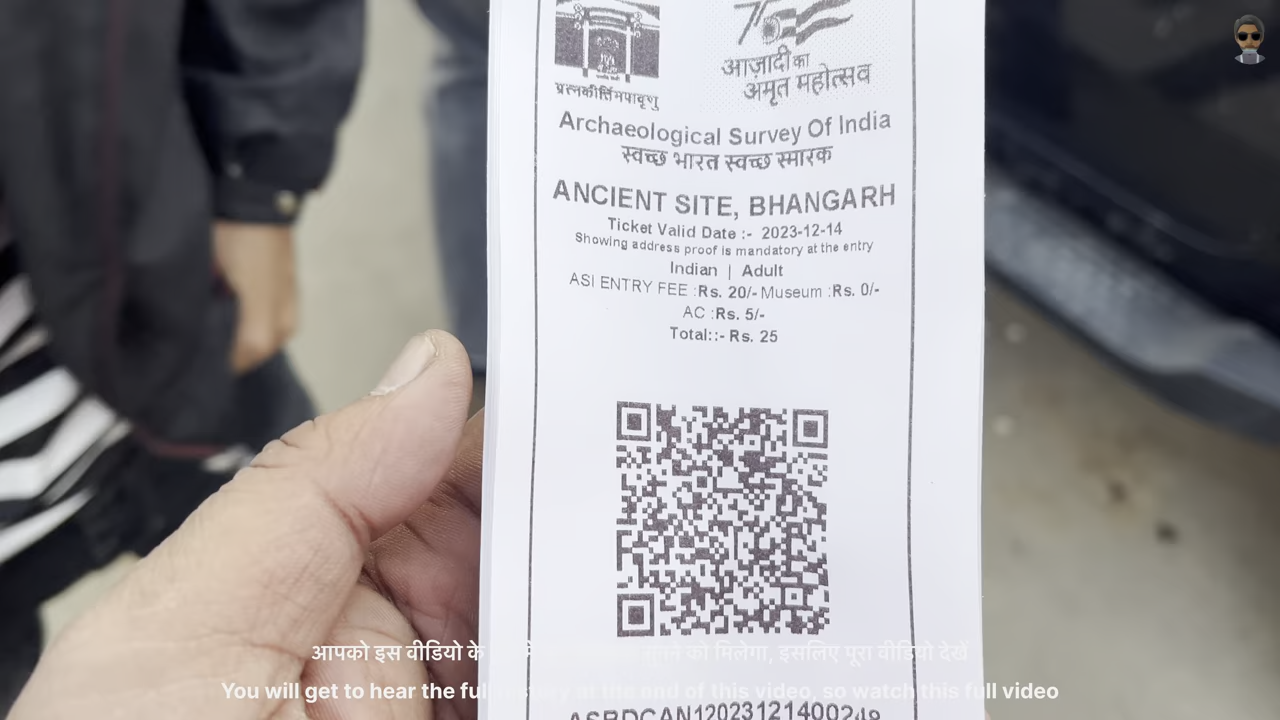 प्रत्नकीर्तिमपावृणु
आज़ादी का
अमृत महोत्सव
Archaeological Survey Of India
स्वच्छ भारत स्वच्छ स्मारक
ANCIENT SITE, BHANGARH
Ticket Valid Date :- 2023-12-14
Showing address proof is mandatory at the entry
Indian | Adult
ASI ENTRY FEE :Rs. 20/- Museum :Rs. 0/-
AC :Rs. 5/-
Total::- Rs. 25
आपको इस वीडियो के सुनने को मिलेगा, इसलिए पूरा वीडियो देखें
You will get to hear the full story at the end of this video, so watch this full video
ASBDCAN12023121400249